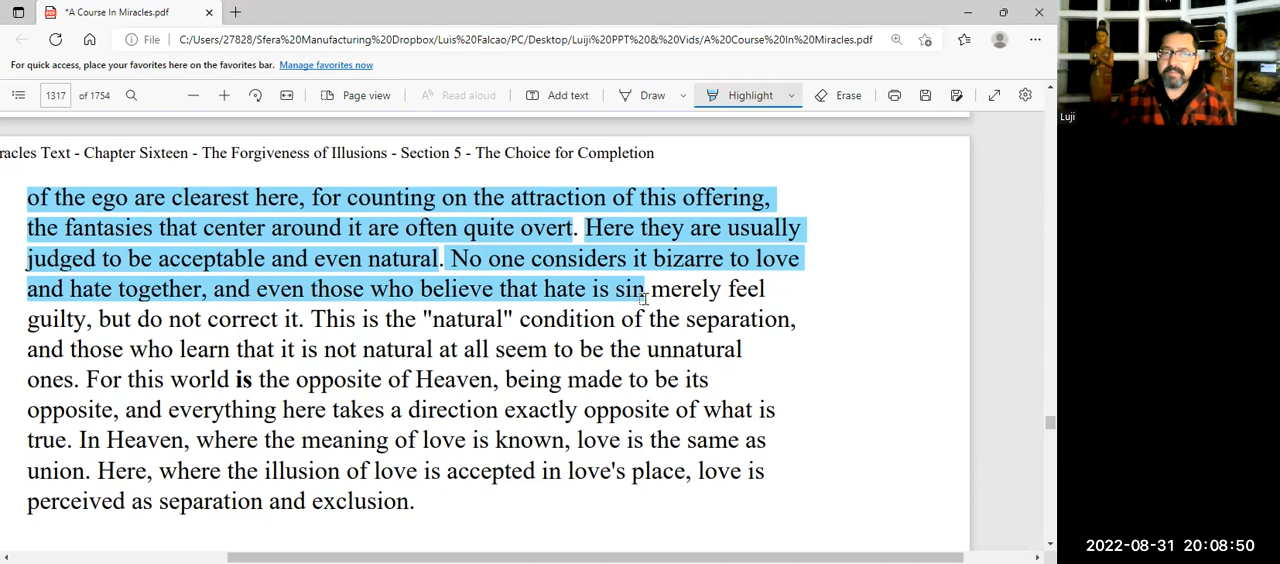 *A Course In Miracles.pdf
File
C:/Users/27828/Sfera%20Manufacturing%20Dropbox/Luis%20Falcao/PC/Desktop/Luiji%20PPT%20&%20Vids/A%20Course%20In%20Miracles.pdf
For quick access, place your favorites here on the favorites bar. Manage favorites now
1317 of 1754
Page view
Read aloud
Add text
Draw
Highlight
Erase
Luji
racles Text - Chapter Sixteen - The Forgiveness of Illusions - Section 5 - The Choice for Completion
of the ego are clearest here, for counting on the attraction of this offering,
the fantasies that center around it are often quite overt. Here they are usually
judged to be acceptable and even natural. No one considers it bizarre to love
and hate together, and even those who believe that hate is sin merely feel
guilty, but do not correct it. This is the "natural" condition of the separation,
and those who learn that it is not natural at all seem to be the unnatural
ones. For this world is the opposite of Heaven, being made to be its
opposite, and everything here takes a direction exactly opposite of what is
true. In Heaven, where the meaning of love is known, love is the same as
union. Here, where the illusion of love is accepted in love's place, love is
perceived as separation and exclusion.
2022-08-31 20:08:50